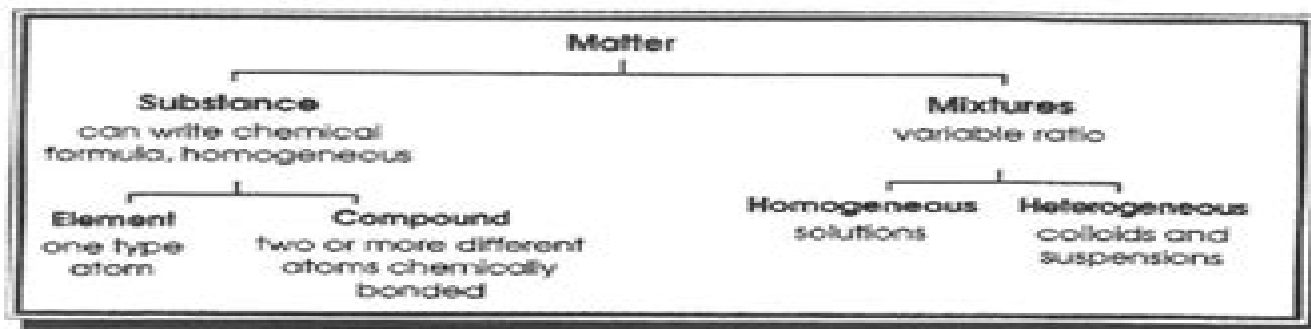 Matter
Substance
can write chemical
formula, homogeneous
Mixtures
variable ratio
Element
one type
atom
Compound
two or more different
atoms chemically
bonded
Homogeneous
solutions
Heterogeneous
colloids and
suspensions